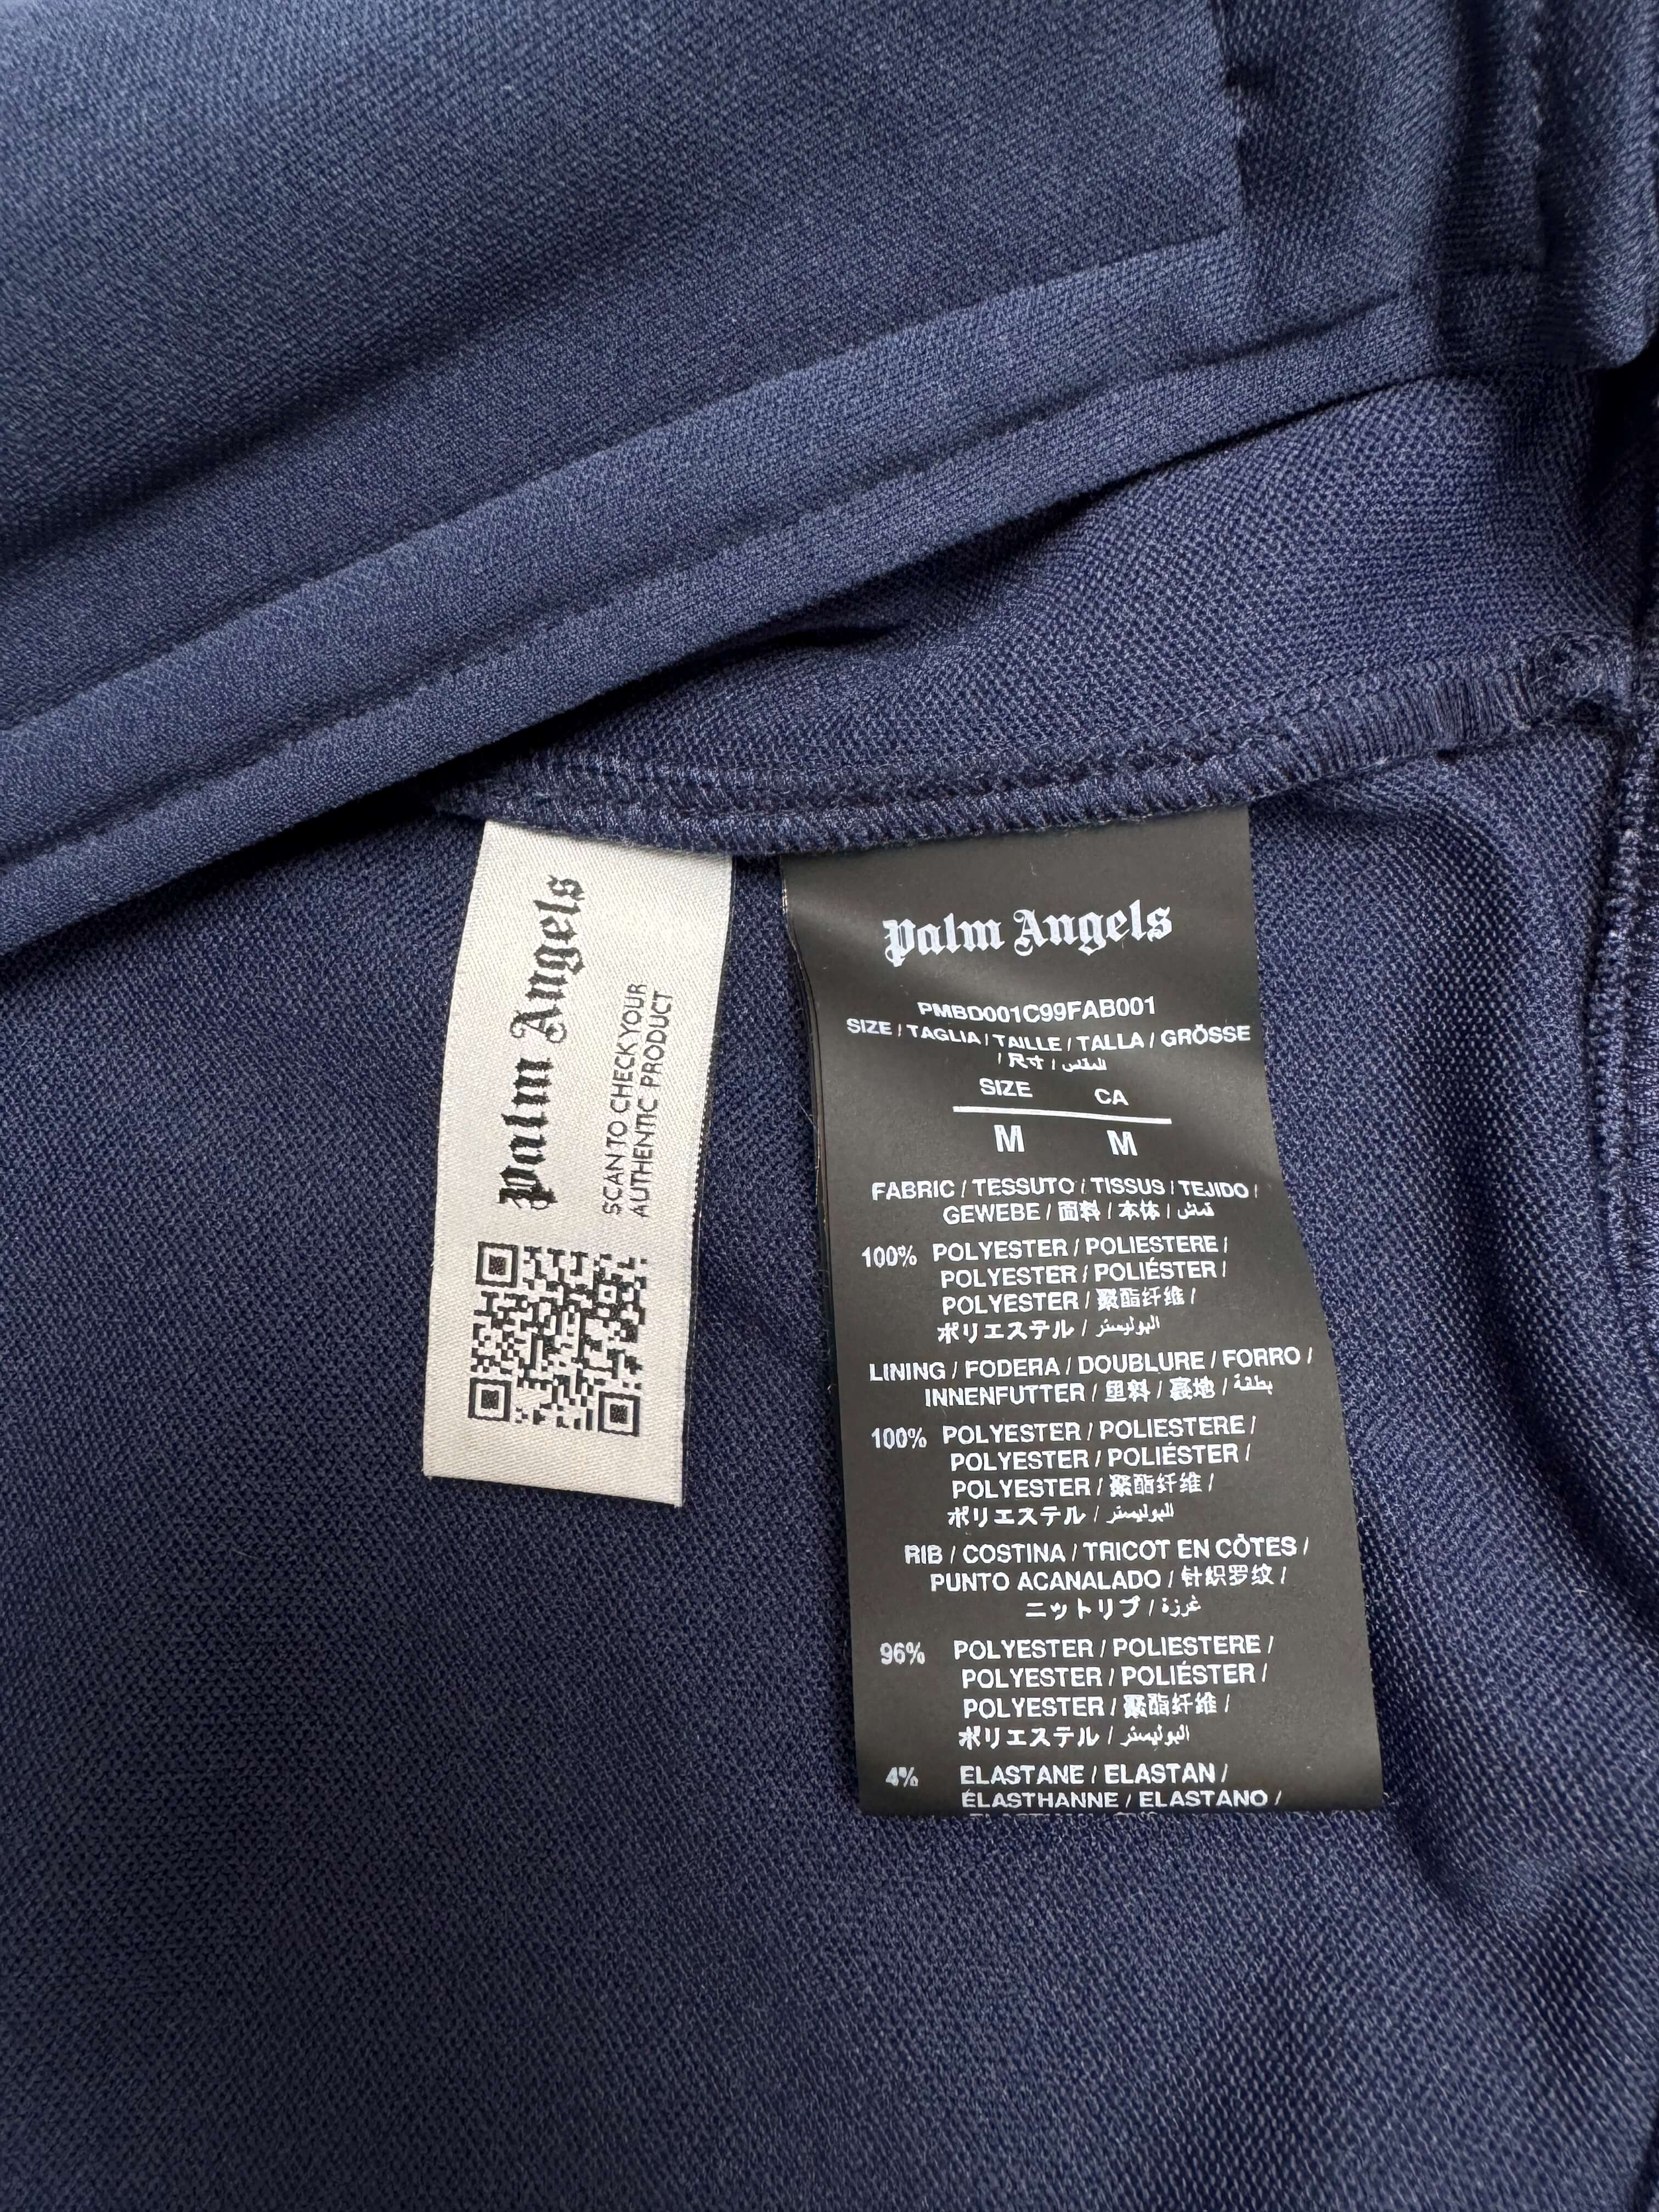 Palm Angels
SCAN TO CHECK YOUR
AUTHENTIC PRODUCT
Palm Angels
PMBD001C99FAB001
SIZE / TAGLIA / TAILLE / TALLA / GRÖSSE
/ 尺寸 / المقاس
SIZE CA
M M
FABRIC / TESSUTO / TISSUS / TEJIDO /
GEWEBE / 面料 / 本体 / قماش
100% POLYESTER / POLIESTERE /
POLYESTER / POLIÉSTER /
POLYESTER / 聚酯纤维 /
ポリエステル / البوليستر
LINING / FODERA / DOUBLURE / FORRO /
INNENFUTTER / 里料 / 裏地 / بطانة
100% POLYESTER / POLIESTERE /
POLYESTER / POLIÉSTER /
POLYESTER / 聚酯纤维 /
ポリエステル / البوليستر
RIB / COSTINA / TRICOT EN CÔTES /
PUNTO ACANALADO / 针织罗纹 /
ニットリブ / غرزة
96% POLYESTER / POLIESTERE /
POLYESTER / POLIÉSTER /
POLYESTER / 聚酯纤维 /
ポリエステル / البوليستر
4% ELASTANE / ELASTAN /
ÉLASTHANNE / ELASTANO /